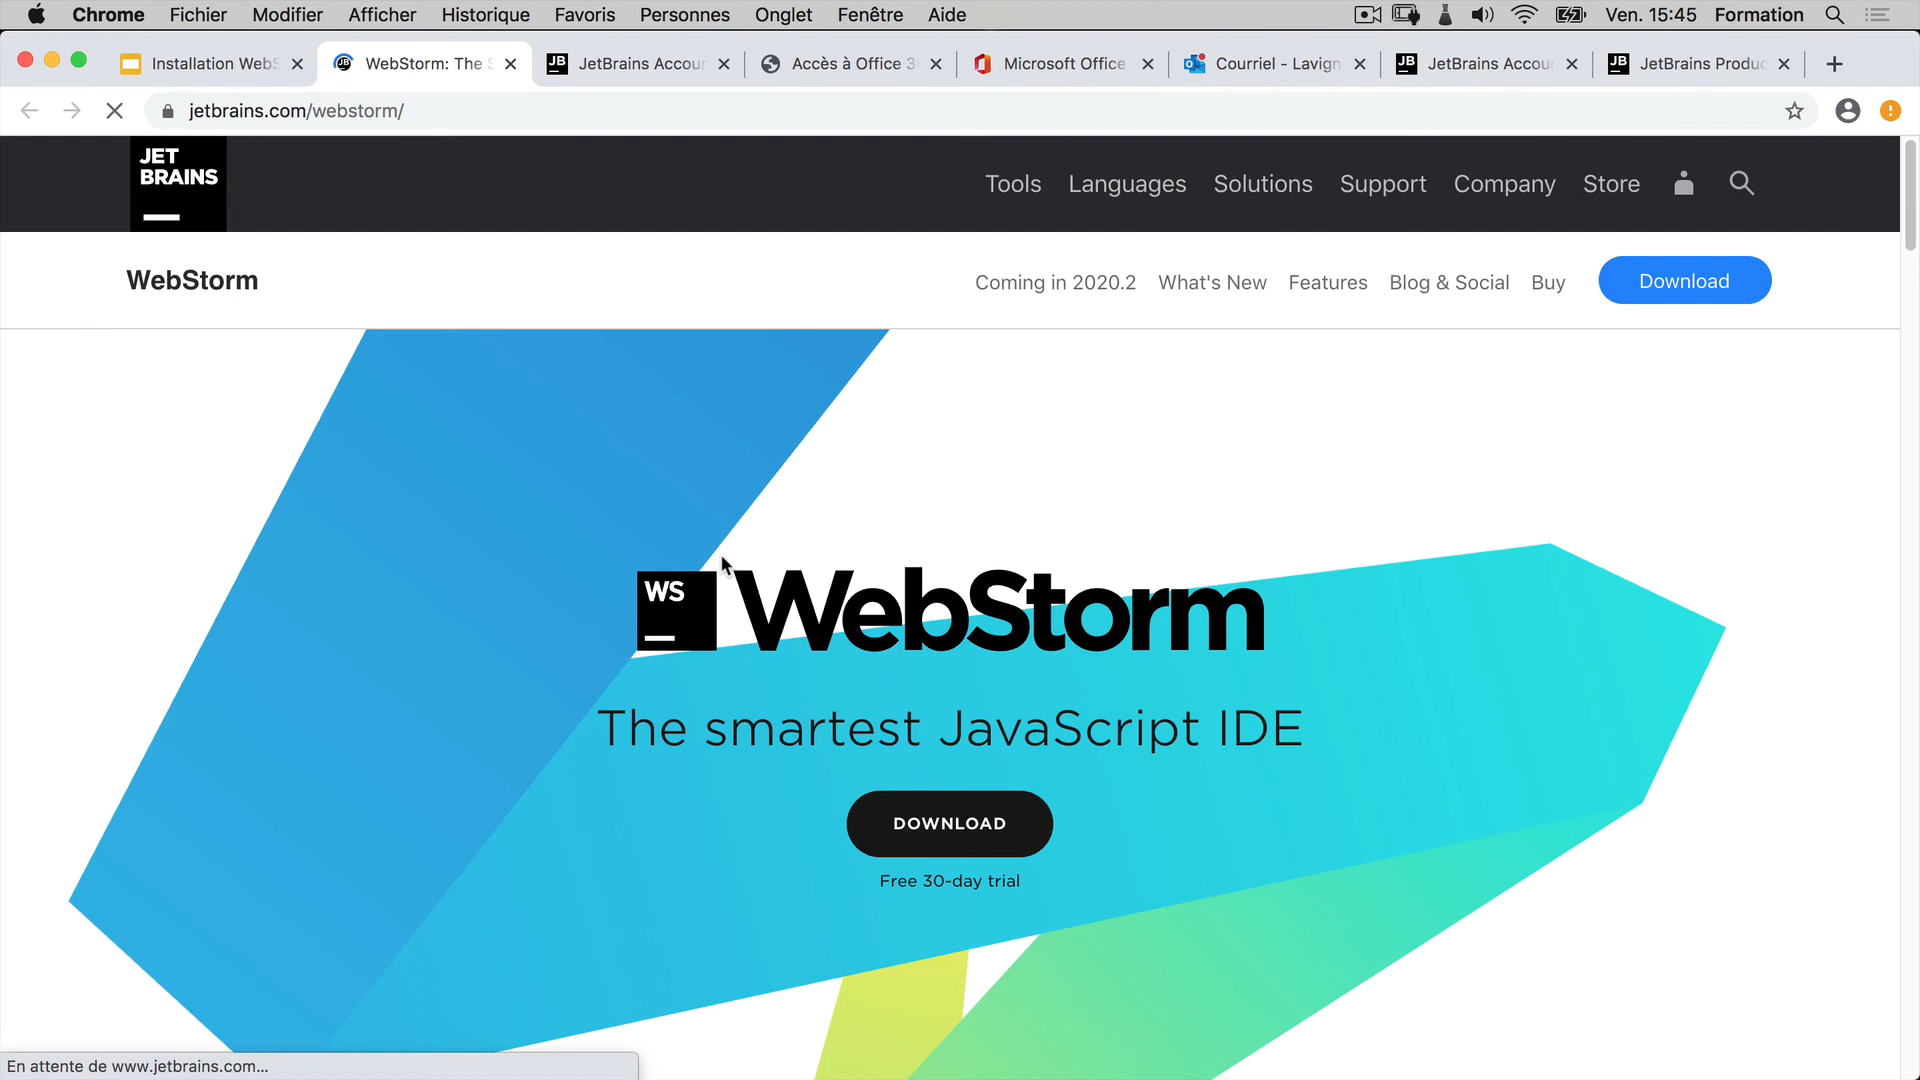 Chrome Fichier Modifier Afficher Historique Favoris Personnes Onglet Fenêtre Aide Ven. 15:45 Formation
Installation WebS WebStorm: The S JetBrains Accou Accès à Office 3 Microsoft Office Courriel - Lavign JetBrains Accou JetBrains Produc
jetbrains.com/webstorm/
JET
BRAINS
Tools Languages Solutions Support Company Store
WebStorm Coming in 2020.2 What's New Features Blog & Social Buy Download
WS WebStorm
The smartest JavaScript IDE
DOWNLOAD
Free 30-day trial
En attente de www.jetbrains.com...